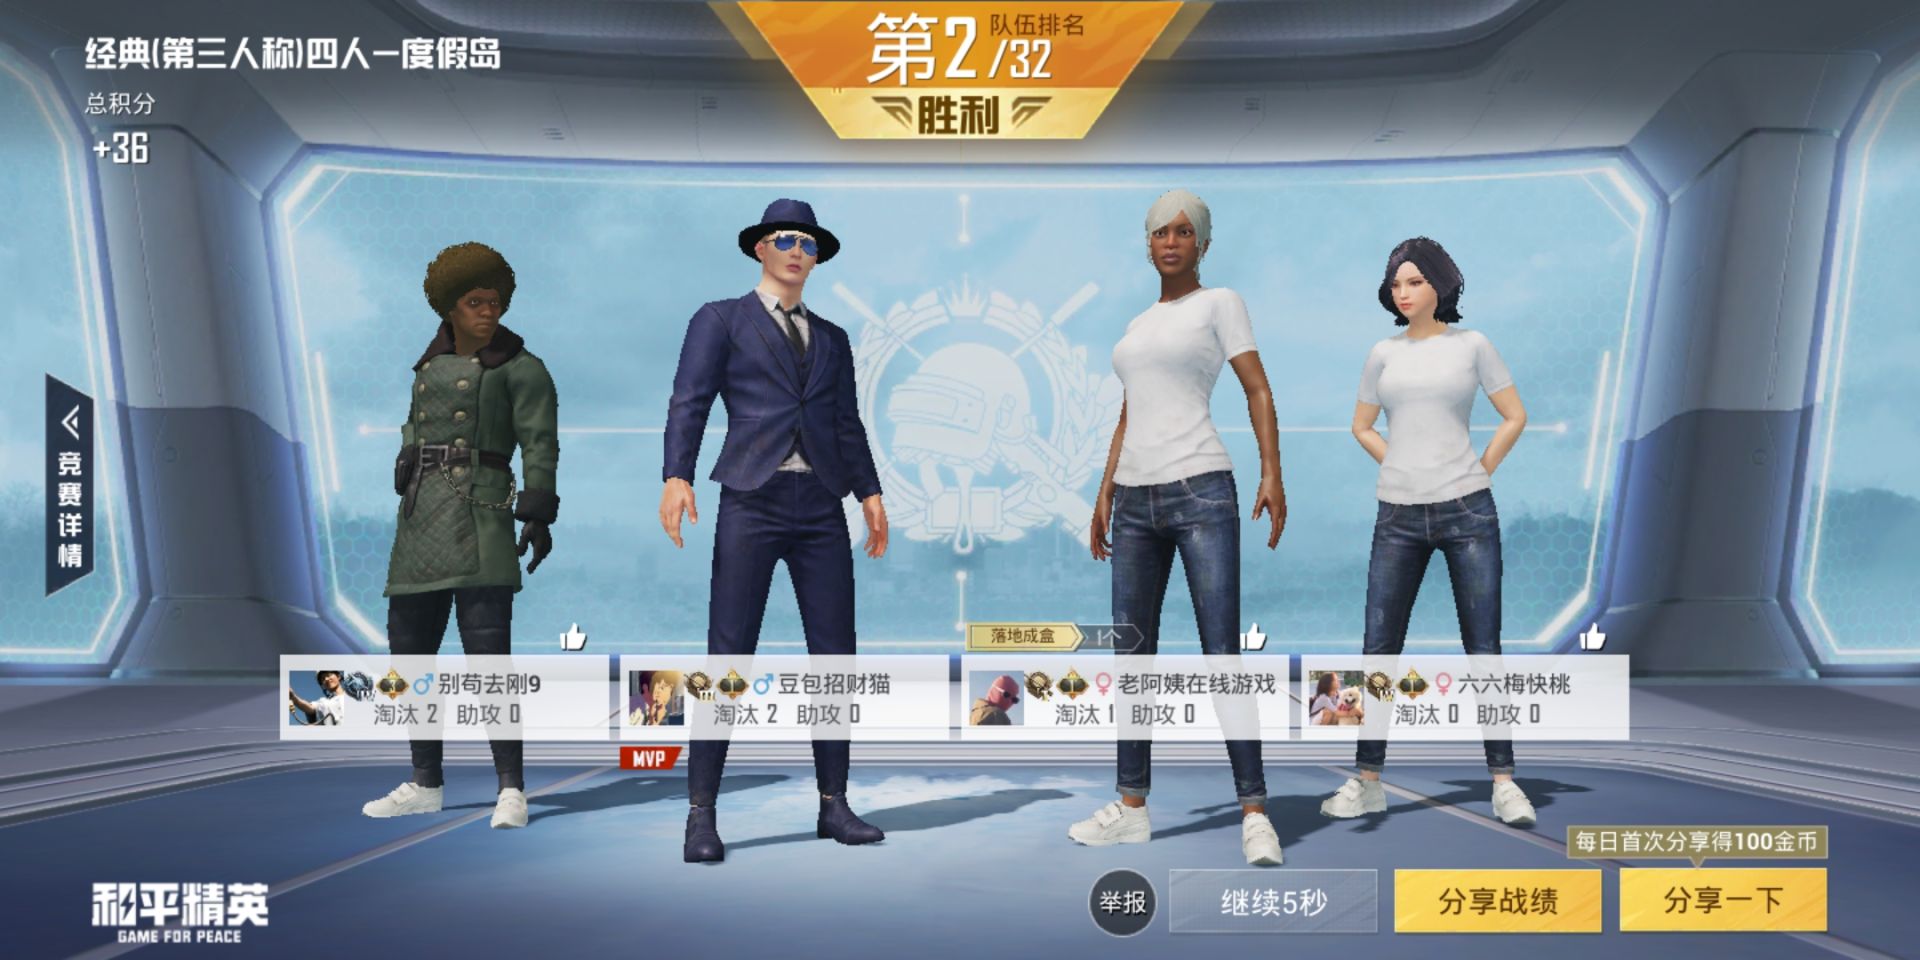 经典(第三人称)四人—度假岛
总积分
+36
第2/32
队伍排名
胜利
竞赛详情
落地成盒 1个
别苟去刚9
淘汰 2 助攻 0
豆包招财猫
淘汰 2 助攻 0
MVP
老阿姨在线游戏
淘汰 1 助攻 0
六六梅快桃
淘汰 0 助攻 0
每日首次分享得100金币
举报
继续5秒
分享战绩
分享一下
和平精英
GAME FOR PEACE